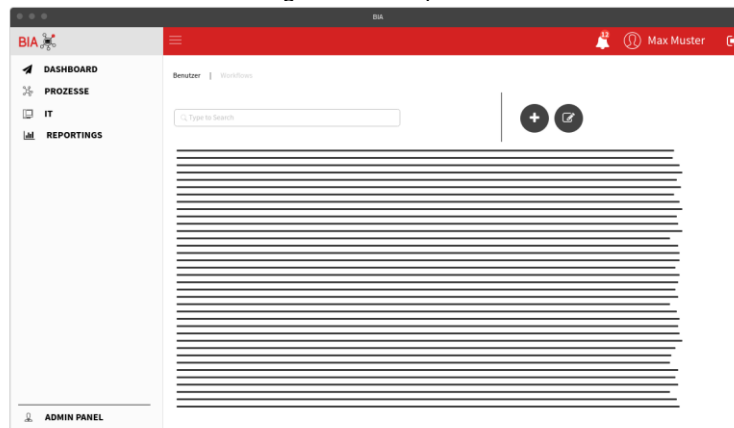 BIA
BIA
12
Max Muster
DASHBOARD
PROZESSE
IT
REPORTINGS
Benutzer | Workflows
Type to Search
ADMIN PANEL